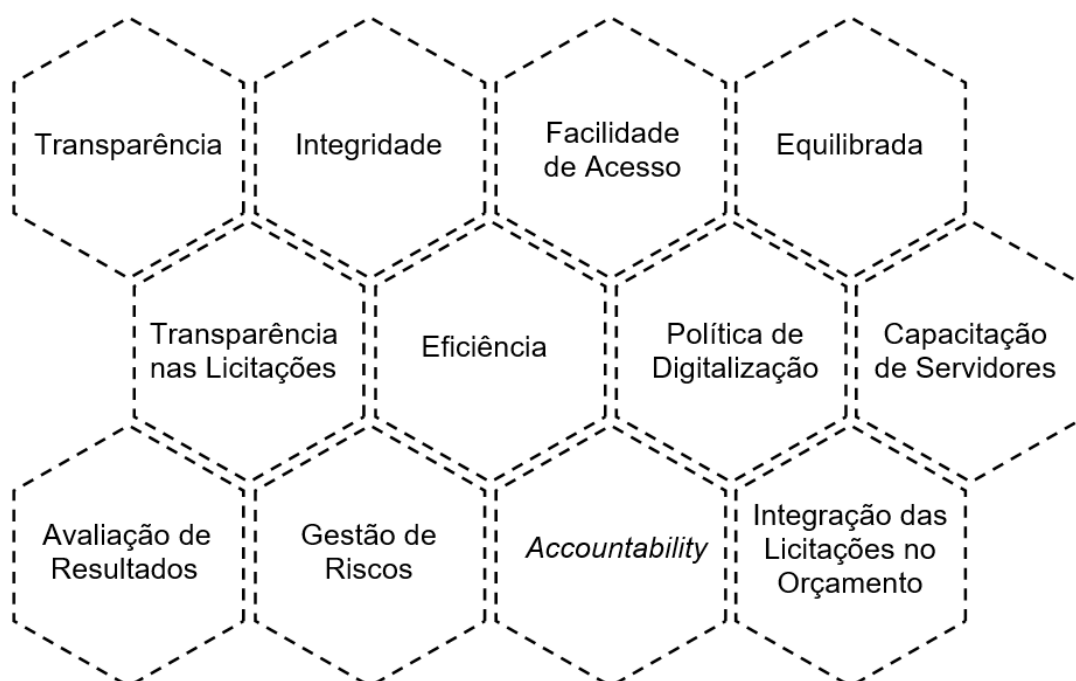 Transparência
Integridade
Facilidade
de Acesso
Equilibrada
Transparência
nas Licitações
Eficiência
Política de
Digitalização
Capacitação
de Servidores
Avaliação de
Resultados
Gestão de
Riscos
Accountability
Integração das
Licitações no
Orçamento